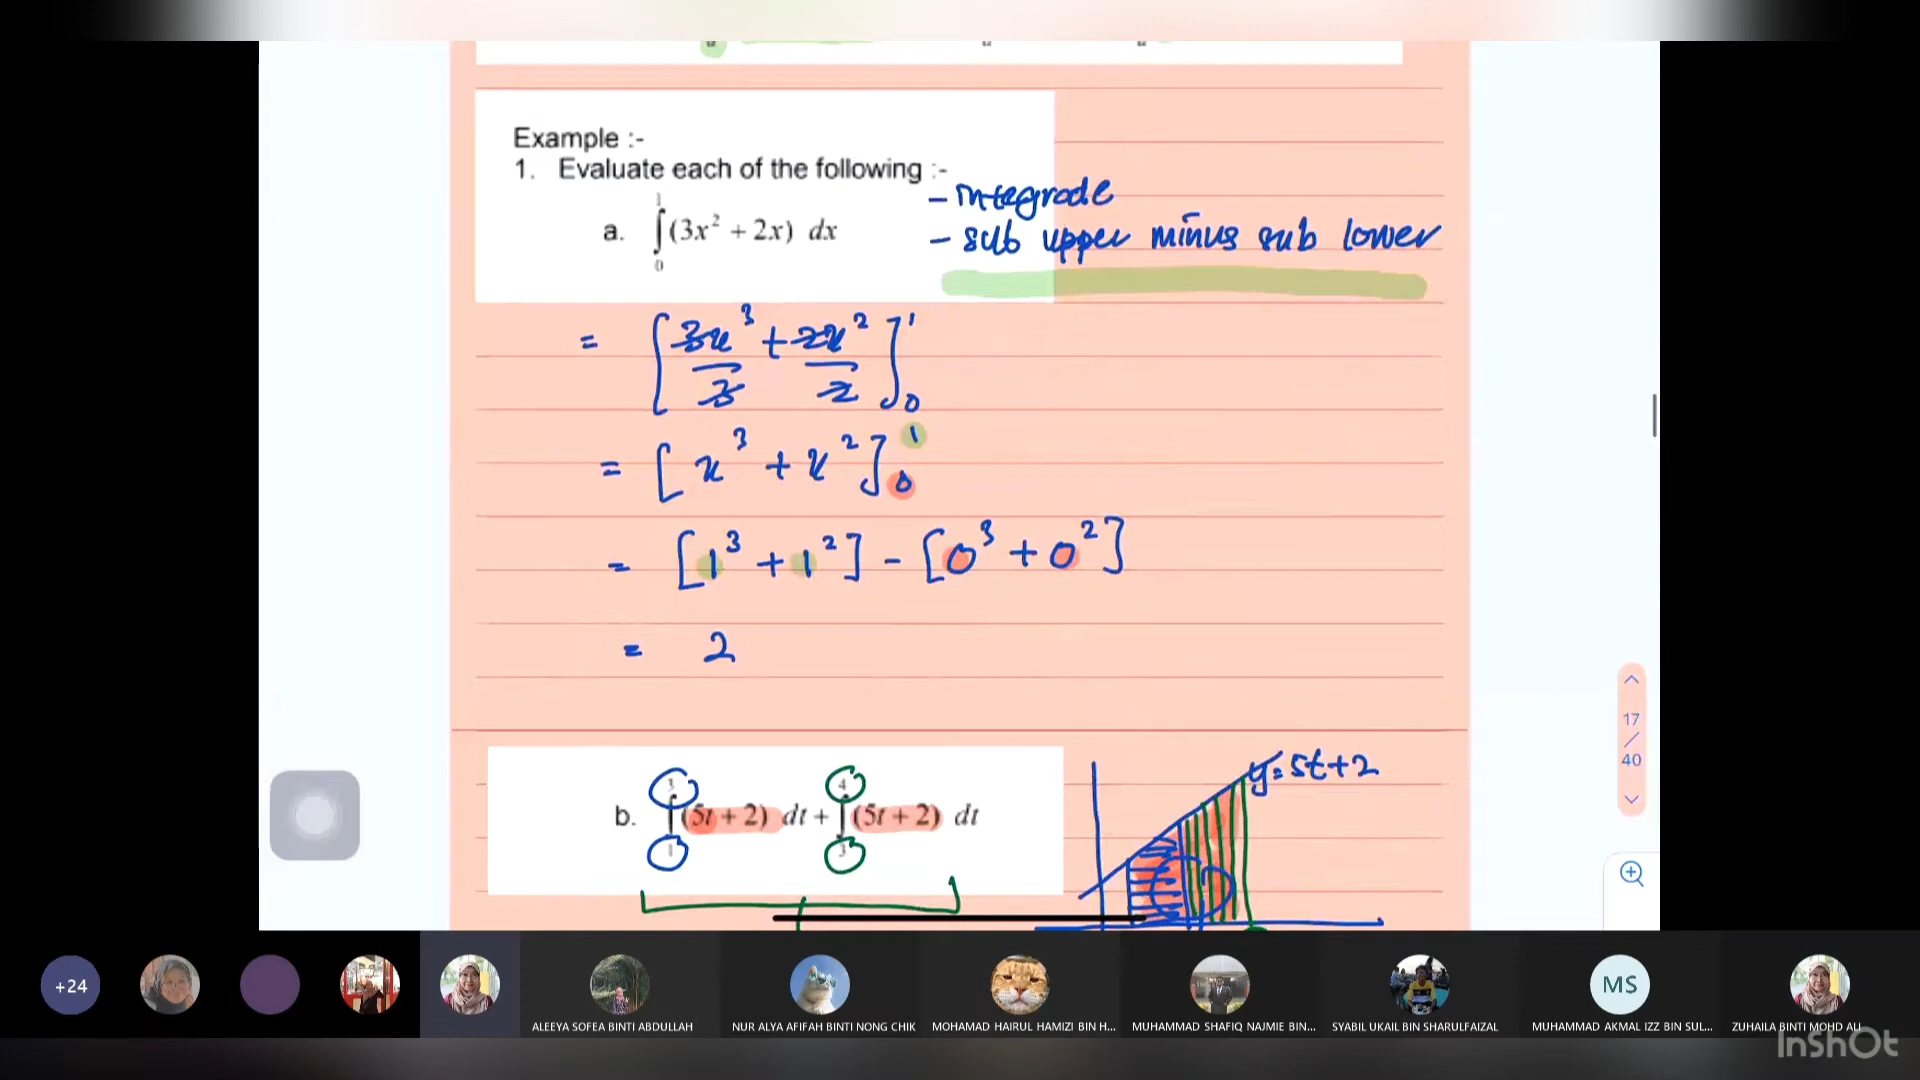 Example :-
1. Evaluate each of the following :-
- integrade
a. ∫₀¹ (3x² + 2x) dx
- sub upper minus sub lower
= [3x³/3 + 2x²/2]₀¹
= [x³ + x²]₀¹
= [1³ + 1²] - [0³ + 0²]
= 2
17
/
40
y=5t+2
b. ∫₁³ (5t + 2) dt + ∫₃⁴ (5t + 2) dt
+24
MS
ALEEYA SOFEA BINTI ABDULLAH
NUR ALYA AFIFAH BINTI NONG CHIK
MOHAMAD HAIRUL HAMIZI BIN H...
MUHAMMAD SHAFIQ NAJMIE BIN...
SYABIL UKAIL BIN SHARULFAIZAL
MUHAMMAD AKMAL IZZ BIN SUL...
ZUHAILA BINTI MOHD ALI
InShOt